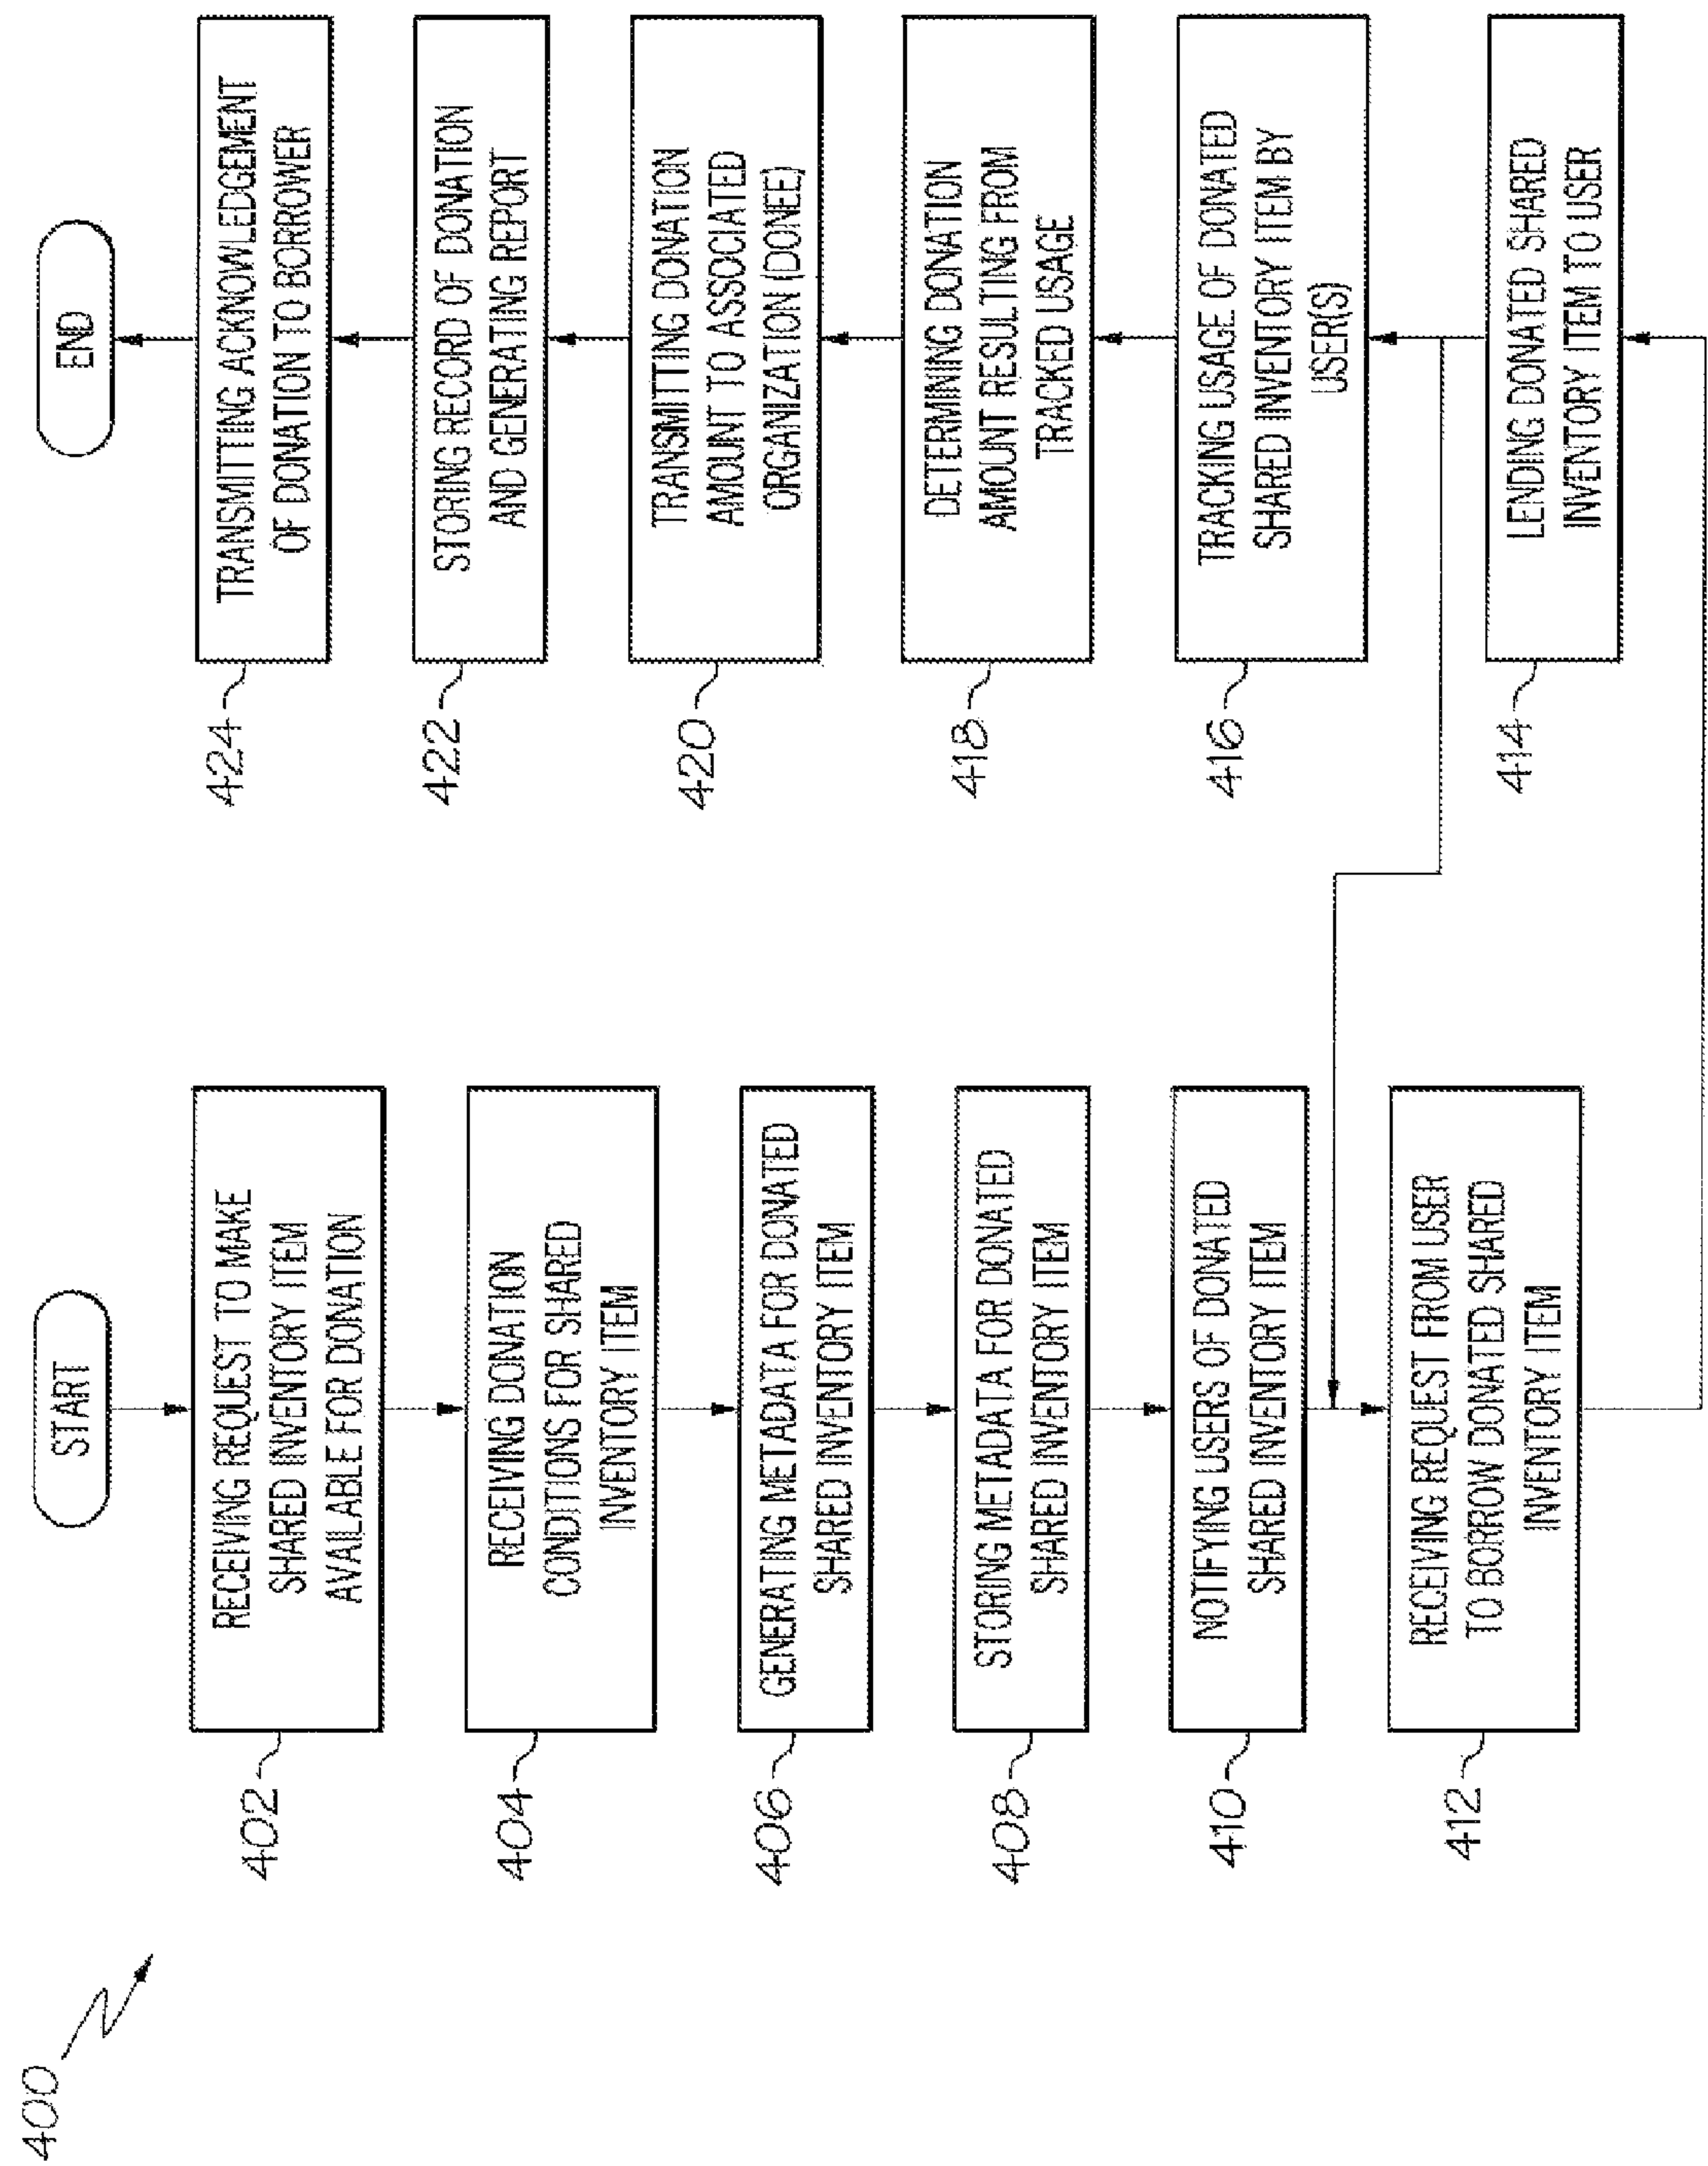 400
START
402
RECEIVING REQUEST TO MAKE
SHARED INVENTORY ITEM
AVAILABLE FOR DONATION
404
RECEIVING DONATION
CONDTIONS FOR SHARED
INVENTORY ITEM
406
GENERATING METADATA FOR DONATED
SHARED INVENTORY ITEM
408
STORING METADATA FOR DONATED
SHARED INVENTORY ITEM
410
NOTIFYING USERS OF DONATED
SHARED INVENTORY ITEM
412
RECEIVING REQUEST FROM USER
TO BORROW DONATED SHARED
INVENTORY ITEM
414
LENDING DONATED SHARED
INVENTORY ITEM TO USER
416
TRACKING USAGE OF DONATED
SHARED INVENTORY ITEM BY
USER(S)
418
DETERMINING DONATION
AMOUNT RESULTING FROM
TRACKED USAGE
420
TRANSMITTING DONATION
AMOUNT TO ASSOCIATED
ORGANIZATION (DONEE)
422
STORING RECORD OF DONATION
AND GENERATING REPORT
424
TRANSMITTING ACKNOWLEDGEMENT
OF DONATION TO BORROWER
END